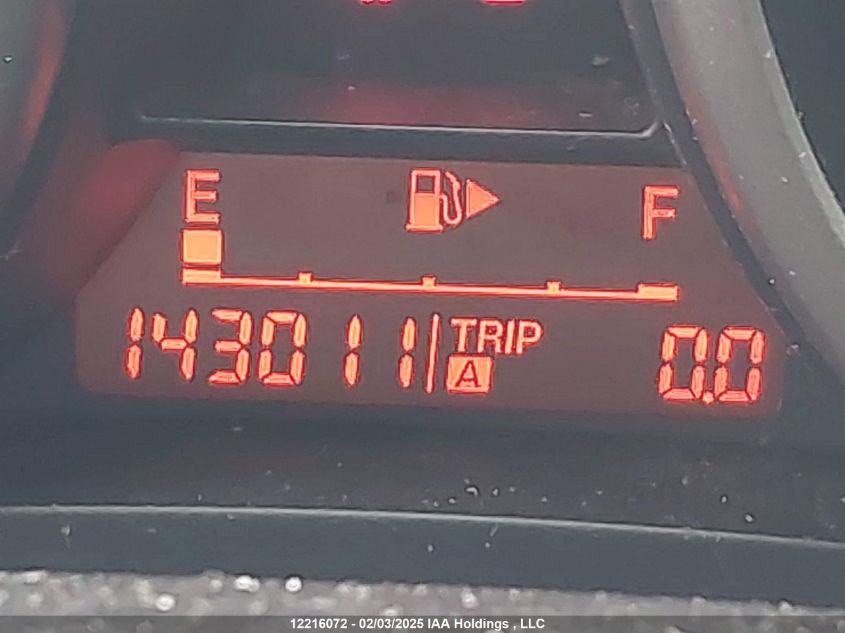 E F
143011 TRIP A 0.0
12216072 - 02/03/2025 IAA Holdings , LLC